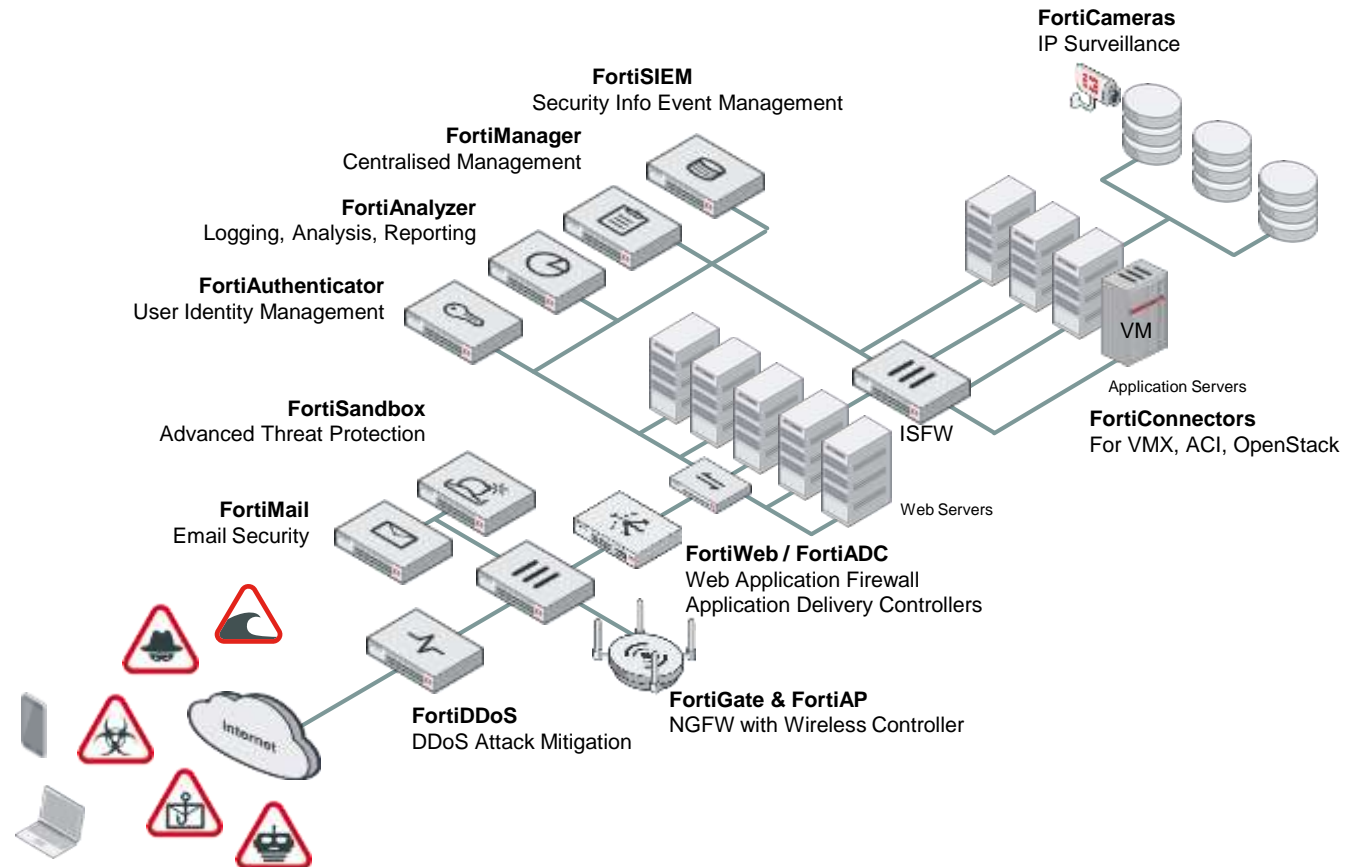 FortiCameras
IP Surveillance
FortiSIEM
Security Info Event Management
FortiManager
Centralised Management
FortiAnalyzer
Logging, Analysis, Reporting
FortiAuthenticator
User Identity Management
VM
Application Servers
FortiConnectors
For VMX, ACI, OpenStack
ISFW
FortiSandbox
Advanced Threat Protection
FortiMail
Email Security
Web Servers
FortiWeb / FortiADC
Web Application Firewall
Application Delivery Controllers
FortiGate & FortiAP
NGFW with Wireless Controller
FortiDDoS
DDoS Attack Mitigation
Internet